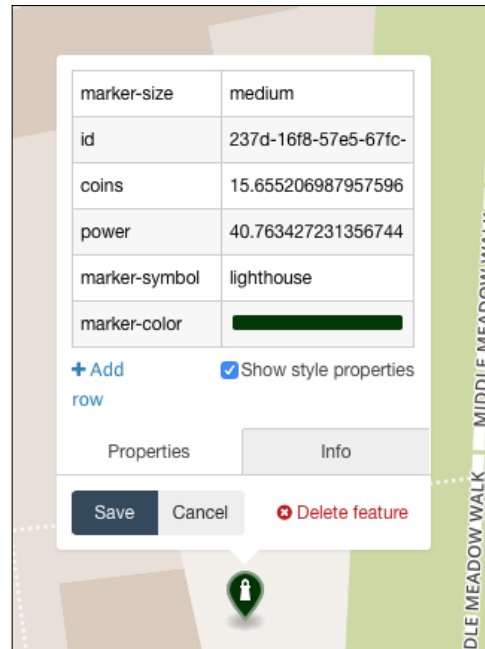 marker-size medium
id 237d-16f8-57e5-67fc-
coins 15.655206987957596
power 40.763427231356744
marker-symbol lighthouse
marker-color
+ Add row
Show style properties
Properties Info
Save Cancel Delete feature
MIDDLE MEADOW WALK
DLE MEADOW WALK